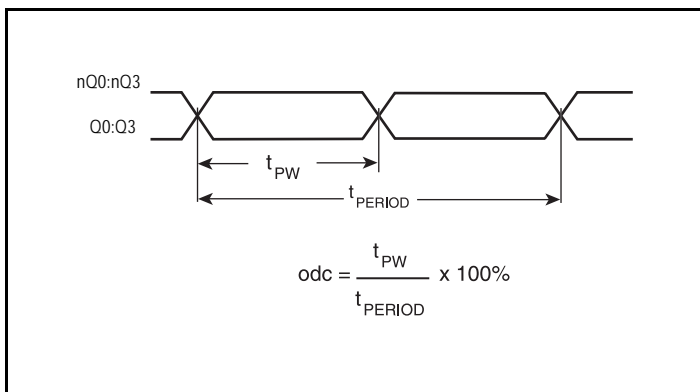 nQ0:nQ3
Q0:Q3
tPW
tPERIOD
odc = tPW / tPERIOD x 100%